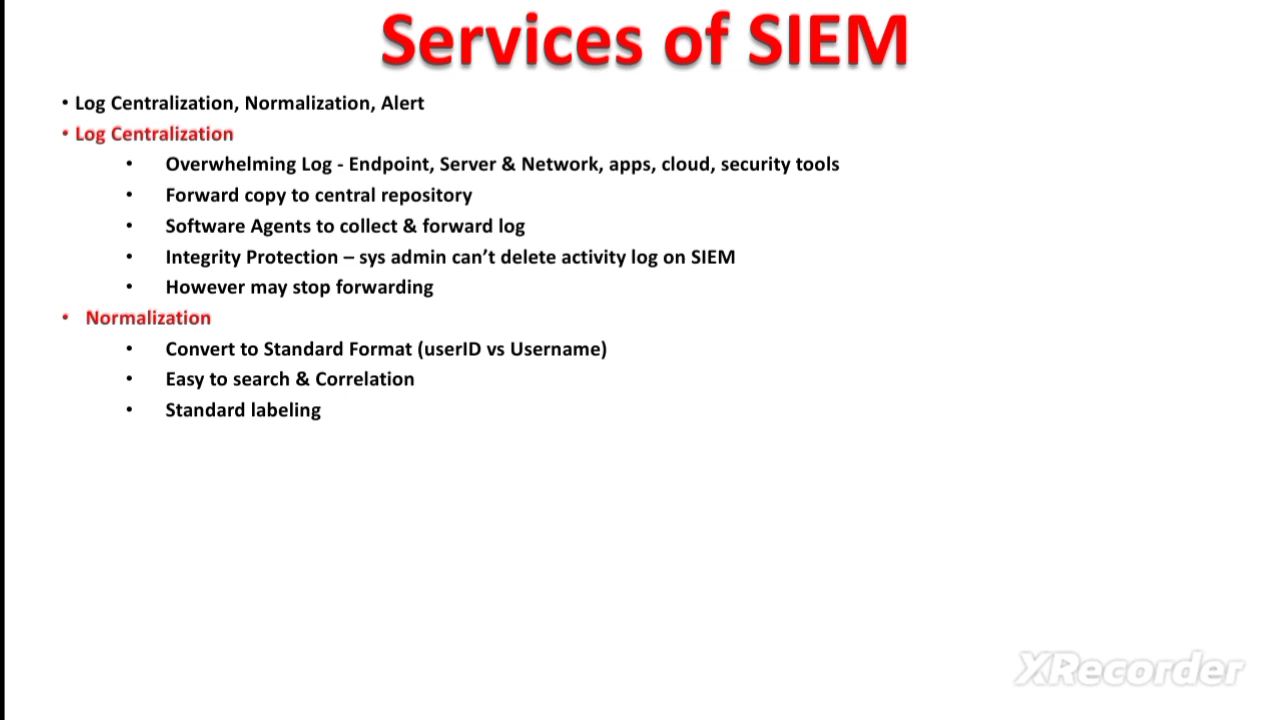 Services of SIEM
• Log Centralization, Normalization, Alert
• Log Centralization
• Overwhelming Log - Endpoint, Server & Network, apps, cloud, security tools
• Forward copy to central repository
• Software Agents to collect & forward log
• Integrity Protection – sys admin can’t delete activity log on SIEM
• However may stop forwarding
• Normalization
• Convert to Standard Format (userID vs Username)
• Easy to search & Correlation
• Standard labeling
XRecorder